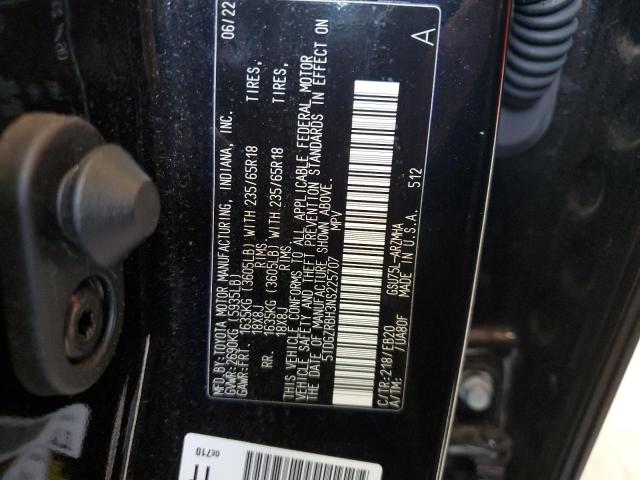 MFD.BY:TOYOTA MOTOR MANUFACTURING, INDIANA, INC. 06/22
GVWR:2690KG (5935LB)
GAWR:FRT. 1635KG (3605LB) WITH 235/65R18 TIRES,
18X8J RIMS.
RR. 1635KG (3605LB) WITH 235/65R18 TIRES,
18X8J RIMS.
THIS VEHICLE CONFORMS TO ALL APPLICABLE FEDERAL MOTOR
VEHICLE SAFETY AND THEFT PREVENTION STANDARDS IN EFFECT ON
THE DATE OF MANUFACTURE SHOWN ABOVE.
5TDGZRBH3NS225707 MPV
C/TR:218/EB20 GSU75L-ARZMHA
A/TM: /UA80F MADE IN U.S.A. 512 A
0E710